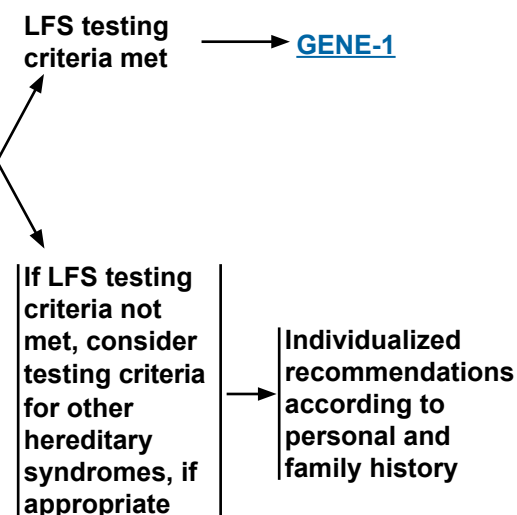 LFS testing
criteria met
GENE-1
If LFS testing
criteria not
met, consider
testing criteria
for other
hereditary
syndromes, if
appropriate
Individualized
recommendations
according to
personal and
family history